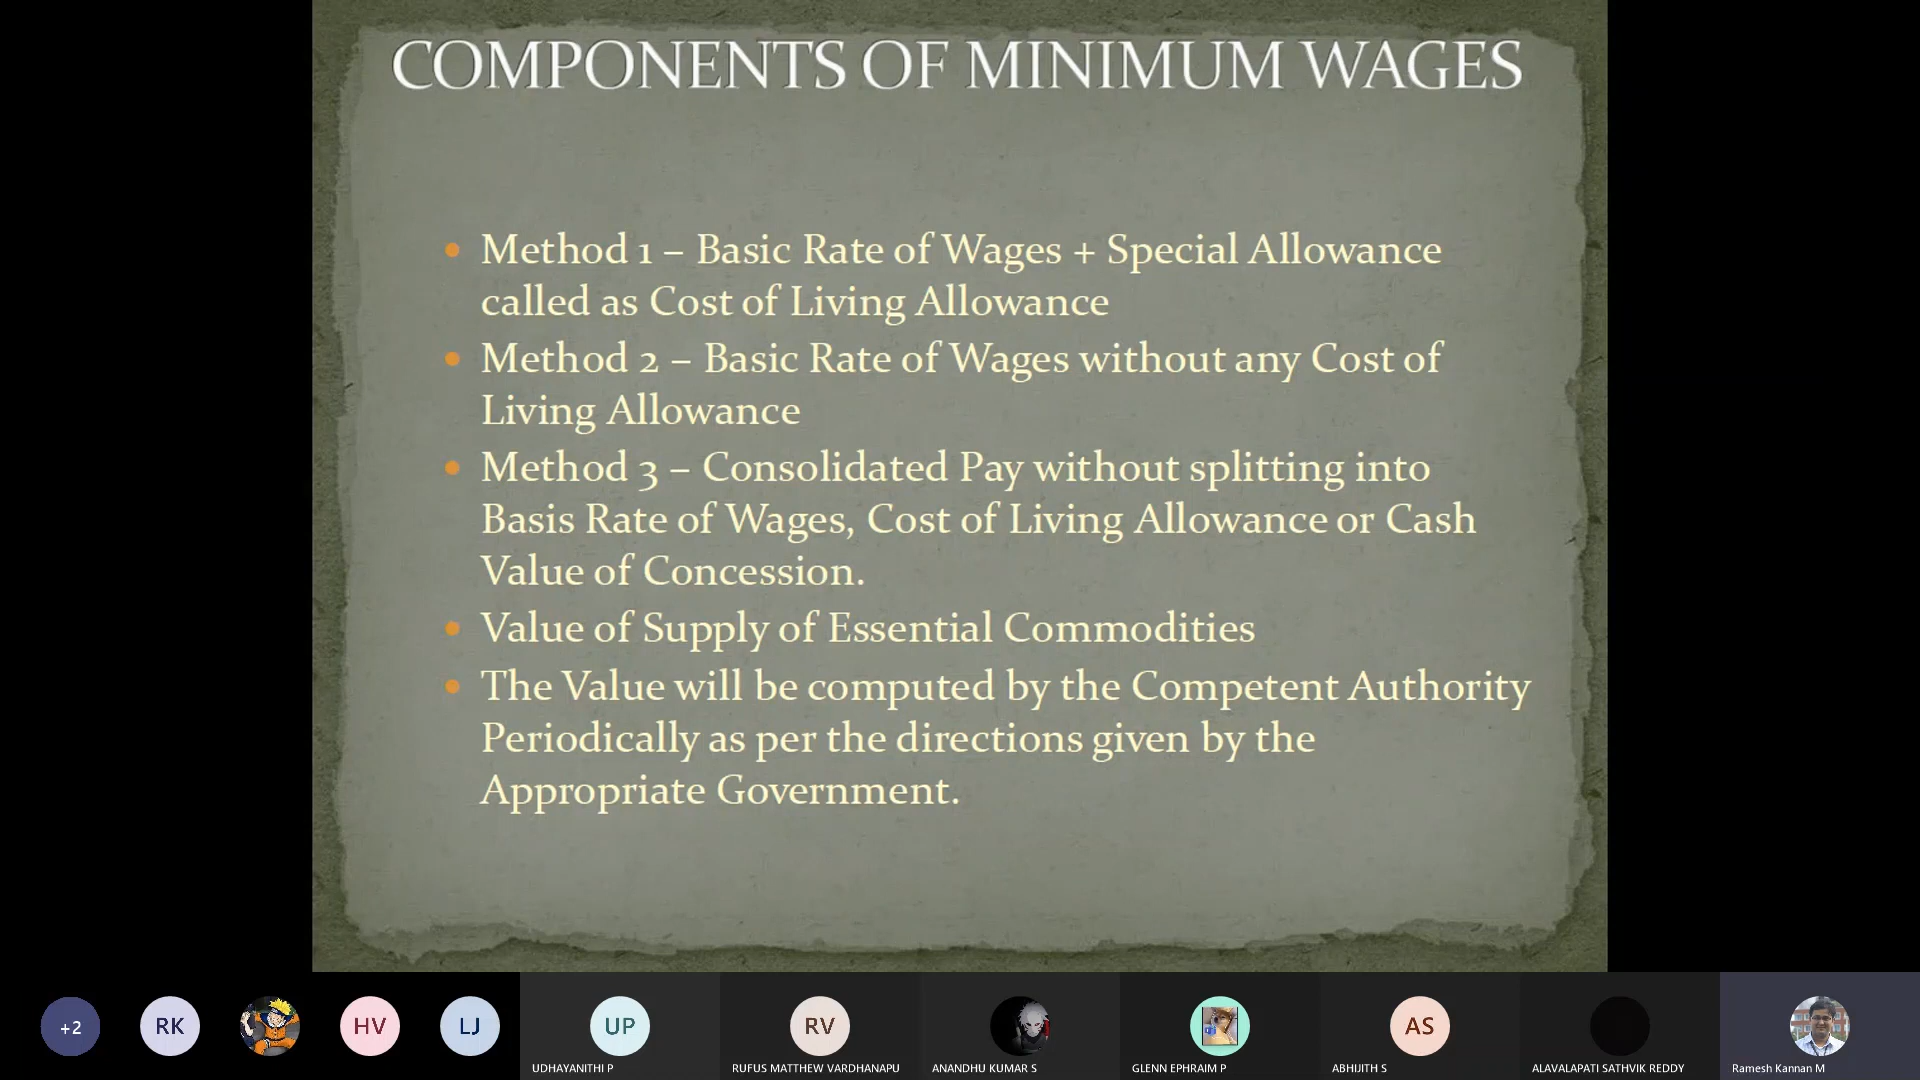 COMPONENTS OF MINIMUM WAGES
Method 1 – Basic Rate of Wages + Special Allowance
called as Cost of Living Allowance
Method 2 – Basic Rate of Wages without any Cost of
Living Allowance
Method 3 – Consolidated Pay without splitting into
Basis Rate of Wages, Cost of Living Allowance or Cash
Value of Concession.
Value of Supply of Essential Commodities
The Value will be computed by the Competent Authority
Periodically as per the directions given by the
Appropriate Government.
+2
RK
HV
LJ
UP
RV
AS
UDHAYANITHI P
RUFUS MATTHEW VARDHANAPU
ANANDHU KUMAR S
GLENN EPHRAIM P
ABHIJITH S
ALAVALAPATI SATHVIK REDDY
Ramesh Kannan M